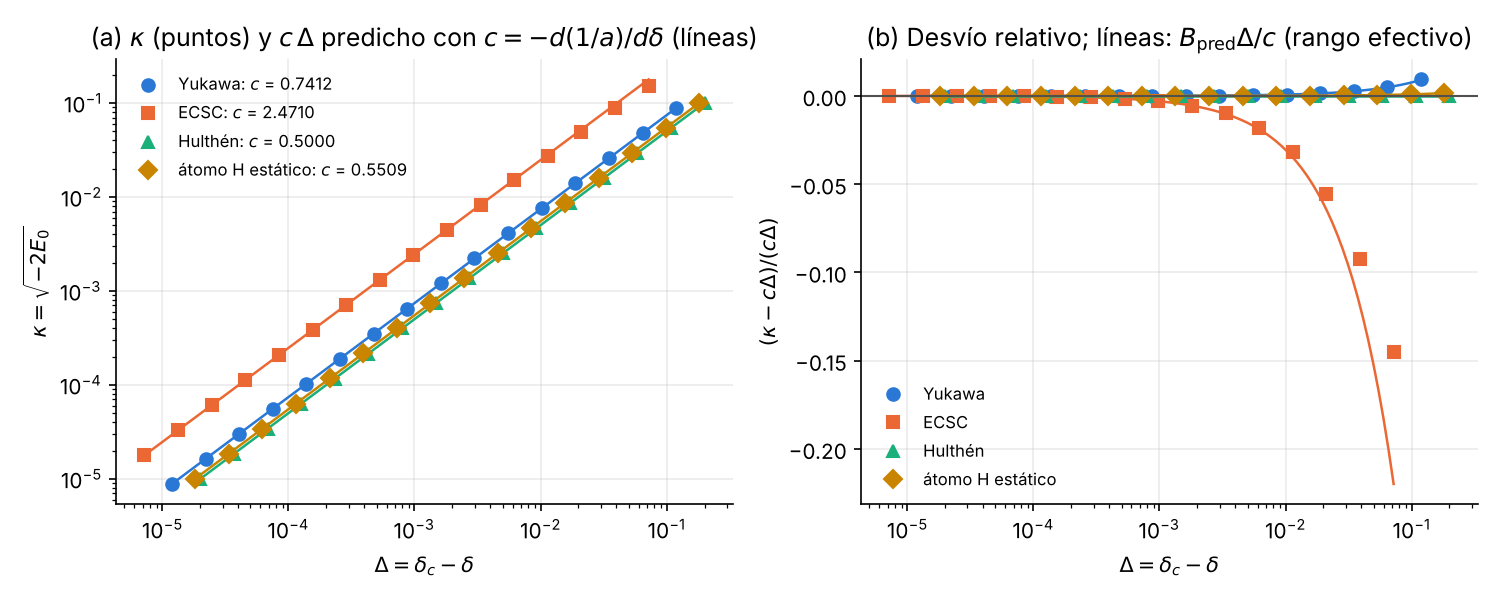 (a) κ (puntos) y c Δ predicho con c = −d(1/a)/dδ (líneas)
Yukawa: c = 0.7412
ECSC: c = 2.4710
Hulthén: c = 0.5000
átomo H estático: c = 0.5509
10⁻¹
10⁻²
10⁻³
10⁻⁴
10⁻⁵
κ = √−2E₀
10⁻⁵ 10⁻⁴ 10⁻³ 10⁻² 10⁻¹
Δ = δ_c − δ
(b) Desvío relativo; líneas: B_pred Δ/c (rango efectivo)
0.00
−0.05
−0.10
−0.15
−0.20
(κ − cΔ)/(cΔ)
Yukawa
ECSC
Hulthén
átomo H estático
10⁻⁵ 10⁻⁴ 10⁻³ 10⁻² 10⁻¹
Δ = δ_c − δ